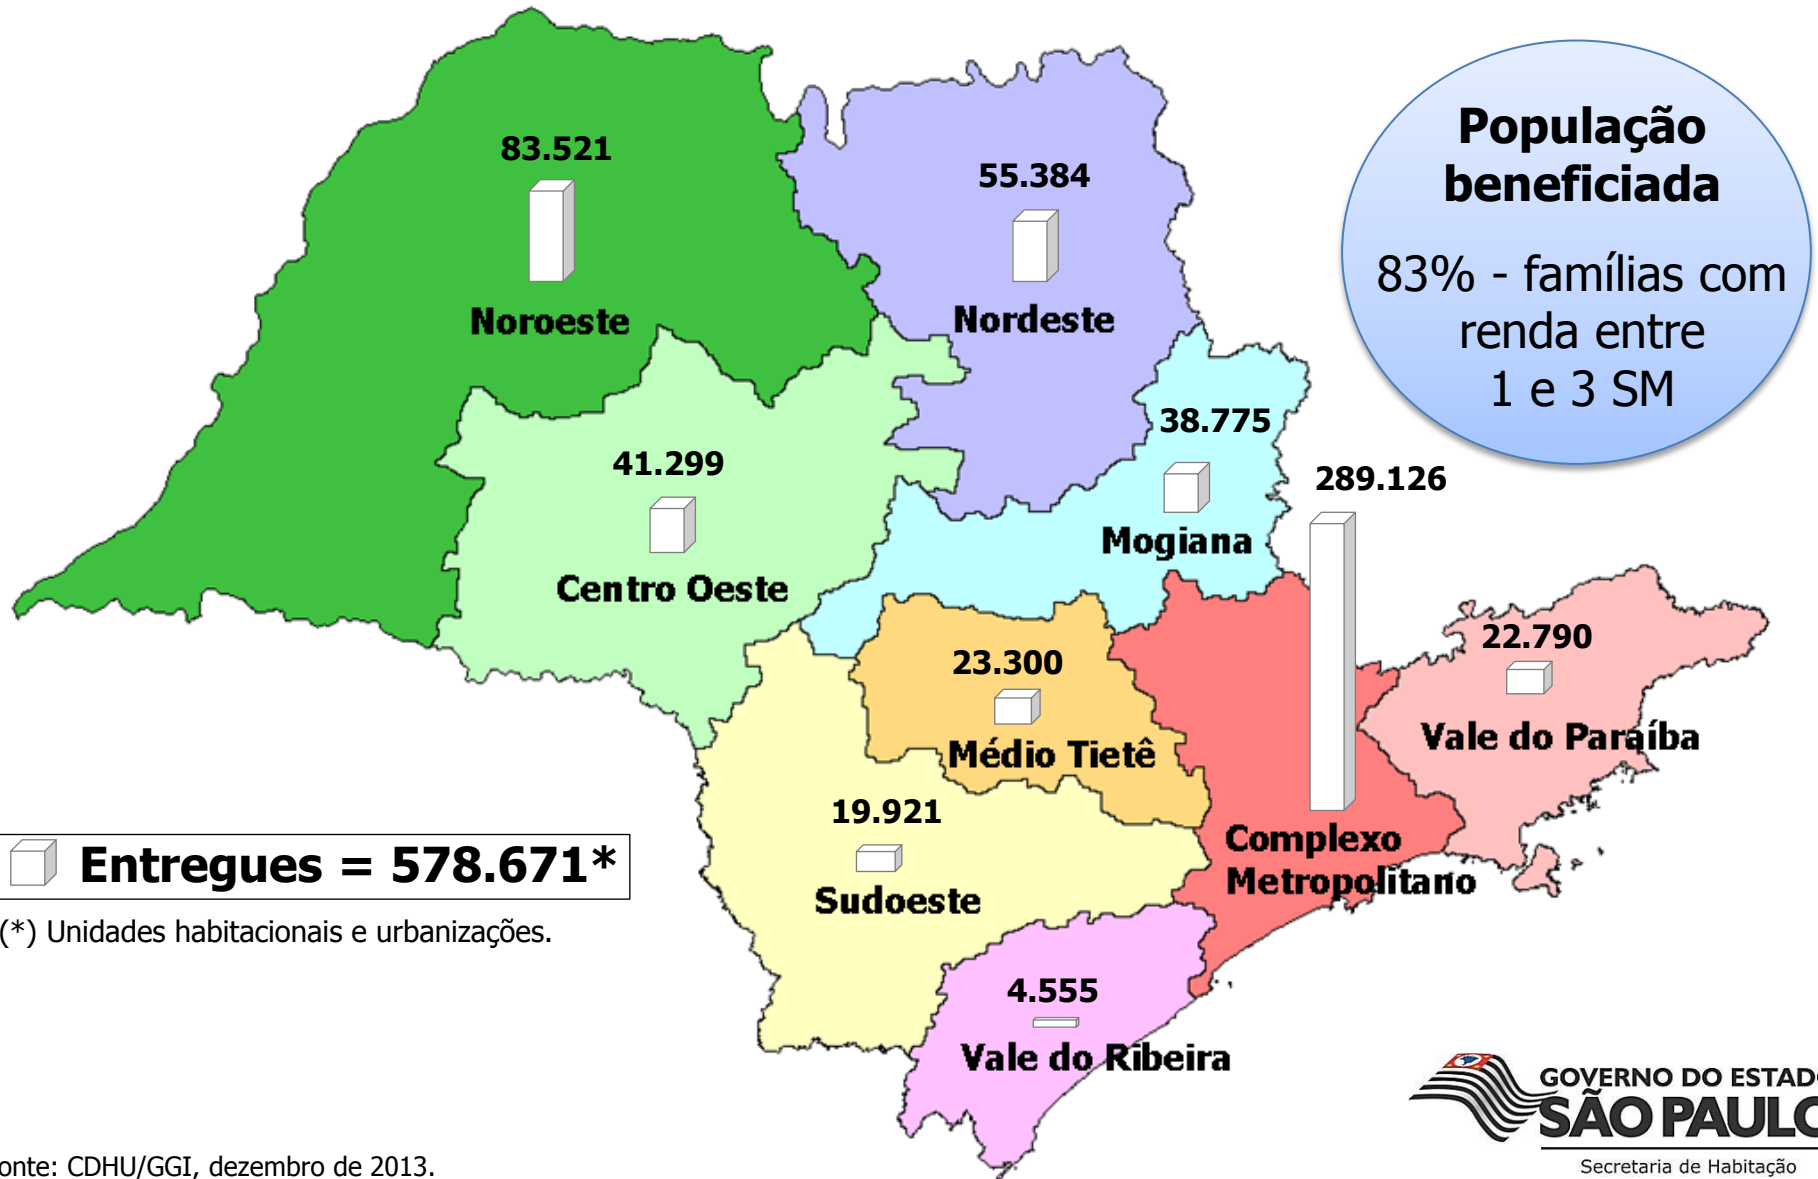 83.521
Noroeste
55.384
Nordeste
População
beneficiada
83% - famílias com
renda entre
1 e 3 SM
38.775
Mogiana
41.299
Centro Oeste
289.126
Complexo
Metropolitano
22.790
Vale do Paraíba
23.300
Médio Tietê
19.921
Sudoeste
4.555
Vale do Ribeira
Entregues = 578.671*
(*) Unidades habitacionais e urbanizações.
onte: CDHU/GGI, dezembro de 2013.
GOVERNO DO ESTADO
SÃO PAULO
Secretaria de Habitação